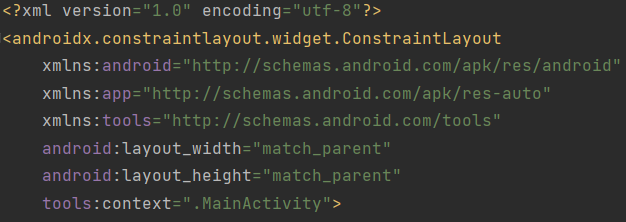 <?xml version="1.0" encoding="utf-8"?>
<androidx.constraintlayout.widget.ConstraintLayout
xmlns:android="http://schemas.android.com/apk/res/android"
xmlns:app="http://schemas.android.com/apk/res-auto"
xmlns:tools="http://schemas.android.com/tools"
android:layout_width="match_parent"
android:layout_height="match_parent"
tools:context=".MainActivity">